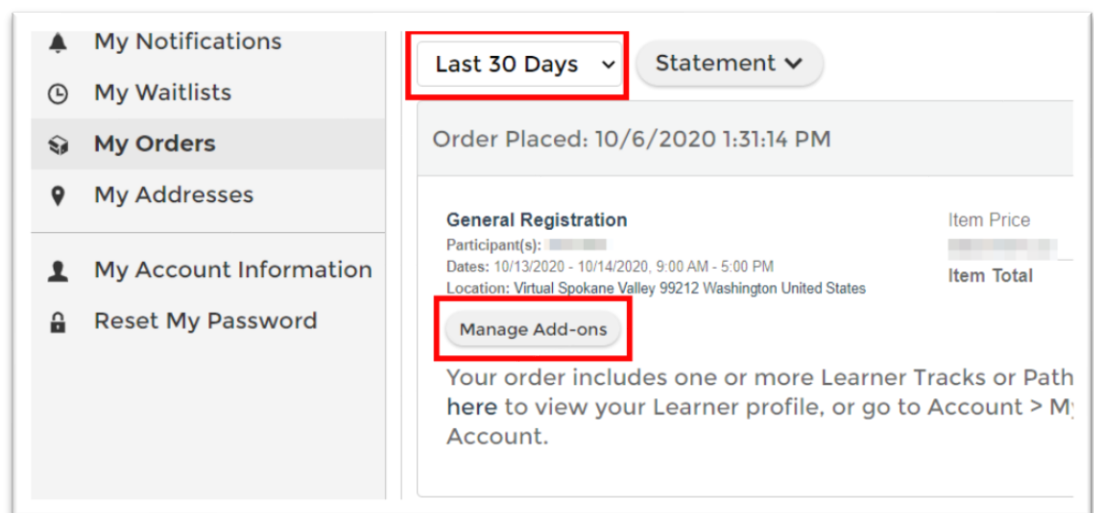 My Notifications
My Waitlists
My Orders
My Addresses
My Account Information
Reset My Password
Last 30 Days
Statement
Order Placed: 10/6/2020 1:31:14 PM
General Registration
Participant(s):
Dates: 10/13/2020 - 10/14/2020, 9:00 AM - 5:00 PM
Location: Virtual Spokane Valley 99212 Washington United States
Item Price
Item Total
Manage Add-ons
Your order includes one or more Learner Tracks or Path
here to view your Learner profile, or go to Account > My
Account.